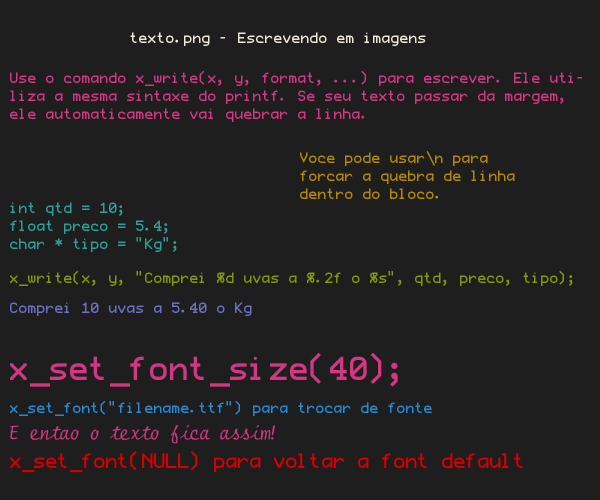 texto.png - Escrevendo em imagens
Use o comando x_write(x, y, format, ...) para escrever. Ele uti-
liza a mesma sintaxe do printf. Se seu texto passar da margem,
ele automaticamente vai quebrar a linha.
Voce pode usar\n para
forcar a quebra de linha
dentro do bloco.
int qtd = 10;
float preco = 5.4;
char * tipo = "Kg";
x_write(x, y, "Comprei %d uvas a %.2f o %s", qtd, preco, tipo);
Comprei 10 uvas a 5.40 o Kg
x_set_font_size(40);
x_set_font("filename.ttf") para trocar de fonte
E entao o texto fica assim!
x_set_font(NULL) para voltar a font default